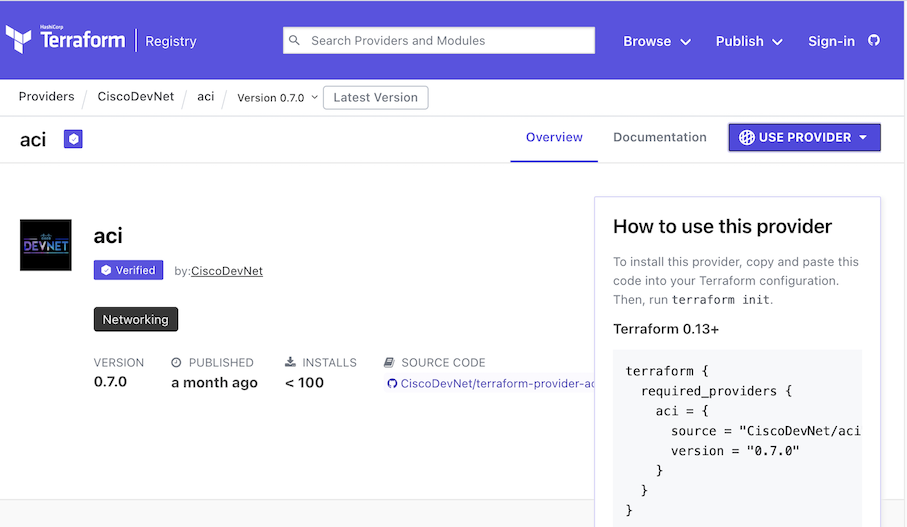 HashiCorp
Terraform
Registry
Search Providers and Modules
Browse
Publish
Sign-in
Providers / CiscoDevNet / aci / Version 0.7.0
Latest Version
aci
Overview
Documentation
USE PROVIDER
DEVNET
aci
Verified
by:CiscoDevNet
Networking
VERSION
0.7.0
PUBLISHED
a month ago
INSTALLS
< 100
SOURCE CODE
CiscoDevNet/terraform-provider-ac
How to use this provider
To install this provider, copy and paste this
code into your Terraform configuration.
Then, run terraform init.
Terraform 0.13+
terraform {
required_providers {
aci = {
source = "CiscoDevNet/aci
version = "0.7.0"
}
}
}